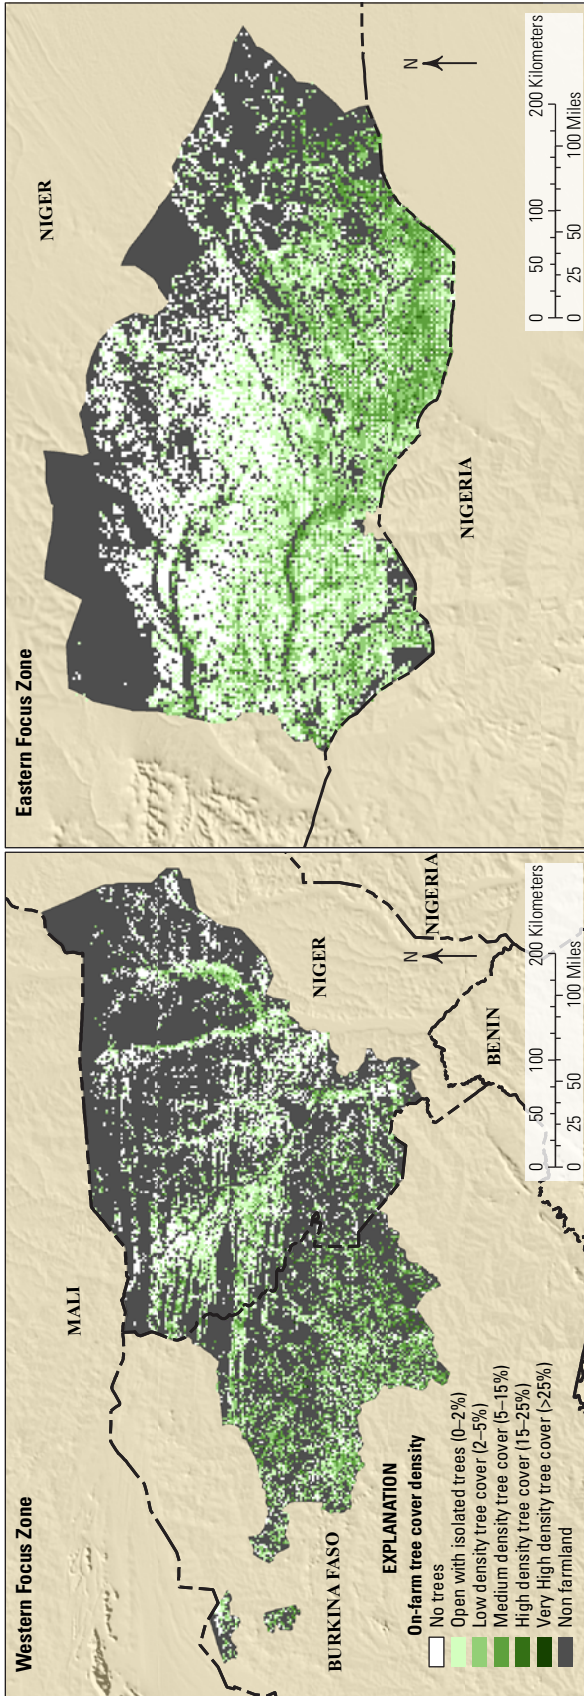 Western Focus Zone
MALI
NIGER
NIGERIA
BENIN
BURKINA FASO
N
0 50 100 200 Kilometers
0 25 50 100 Miles
EXPLANATION
On-farm tree cover density
No trees
Open with isolated trees (0–2%)
Low density tree cover (2–5%)
Medium density tree cover (5–15%)
High density tree cover (15–25%)
Very High density tree cover (>25%)
Non farmland
Eastern Focus Zone
NIGER
NIGERIA
N
0 50 100 200 Kilometers
0 25 50 100 Miles